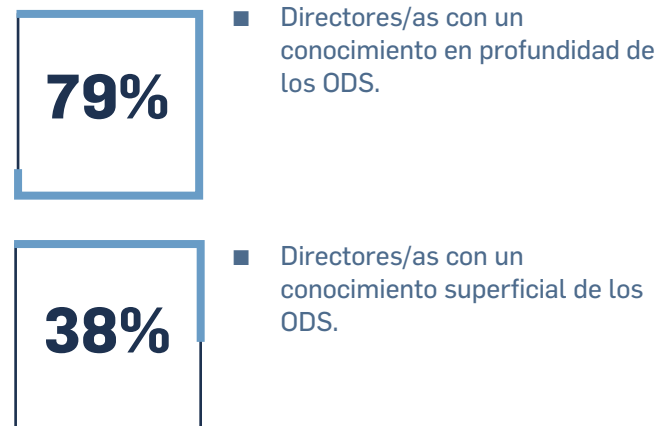 79%
■ Directores/as con un
conocimiento en profundidad de
los ODS.
38%
■ Directores/as con un
conocimiento superficial de los
ODS.